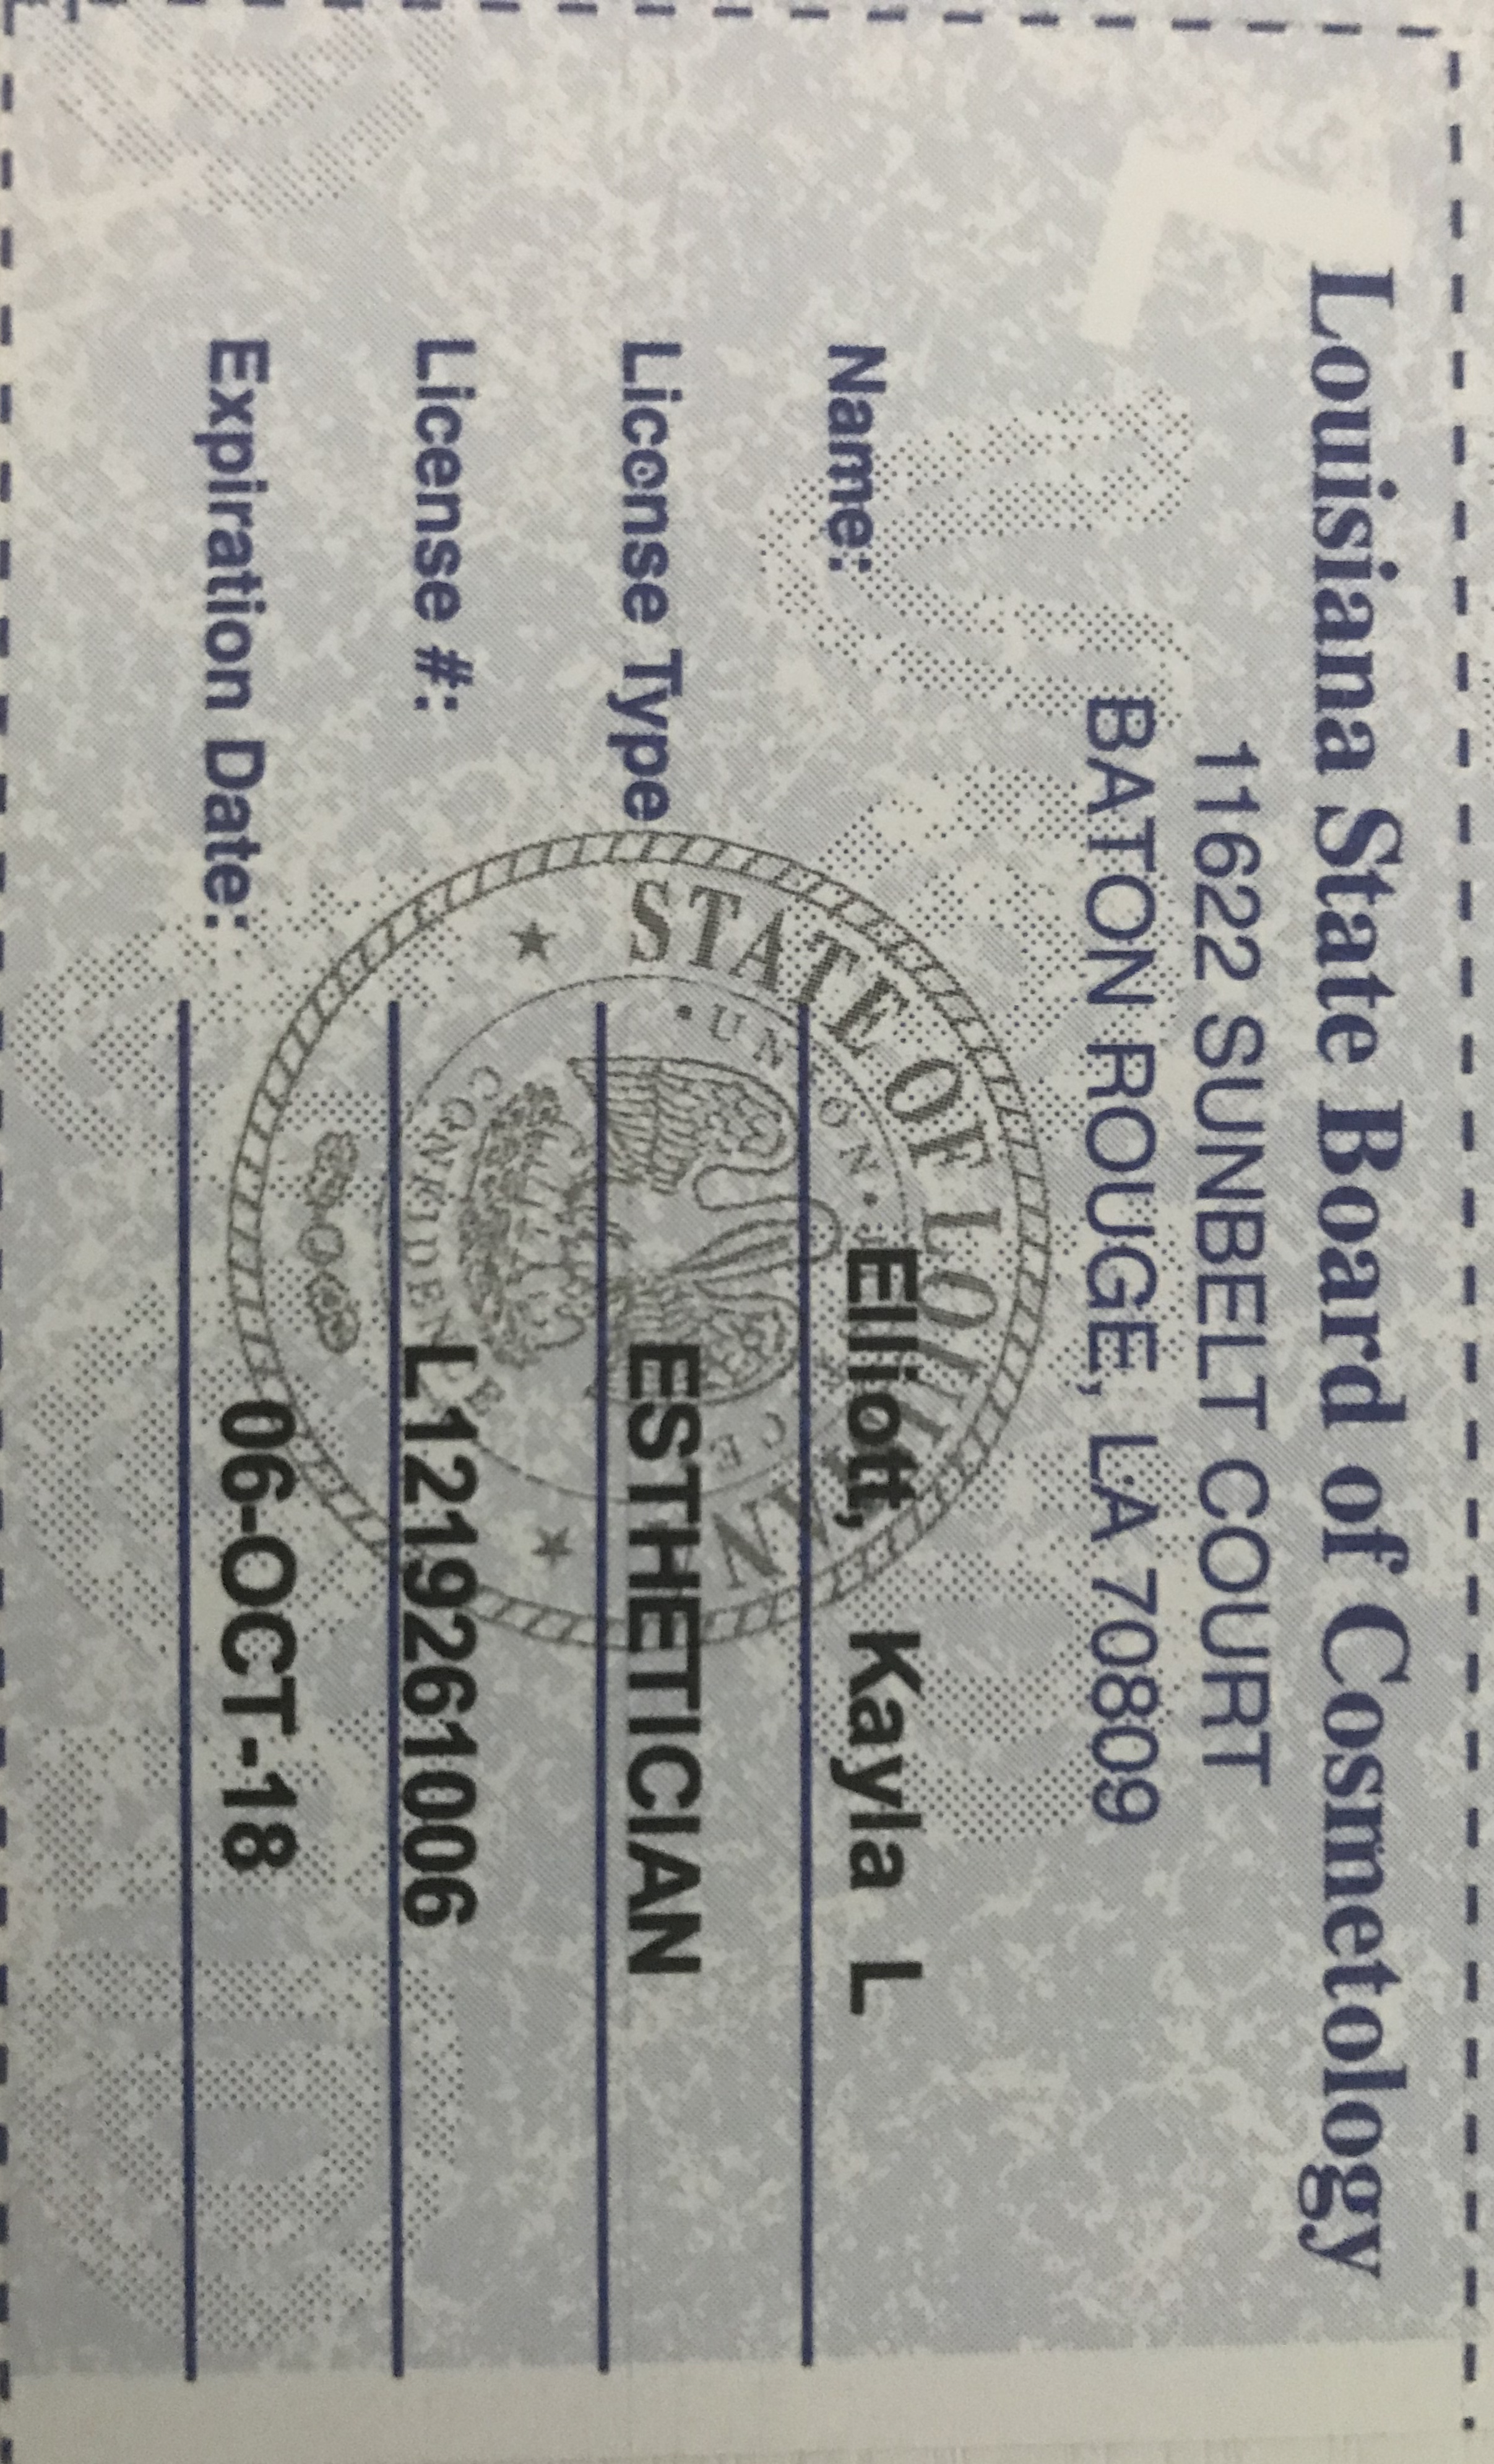 Louisiana State Board of Cosmetology
11622 SUNBELT COURT
BATON ROUGE, LA 70809
Name: Elliott, Kayla L
License Type ESTHETICIAN
License #: L1219261006
Expiration Date: 06-OCT-18
STATE OF LOUISIANA
UNION
CONFIDENCE